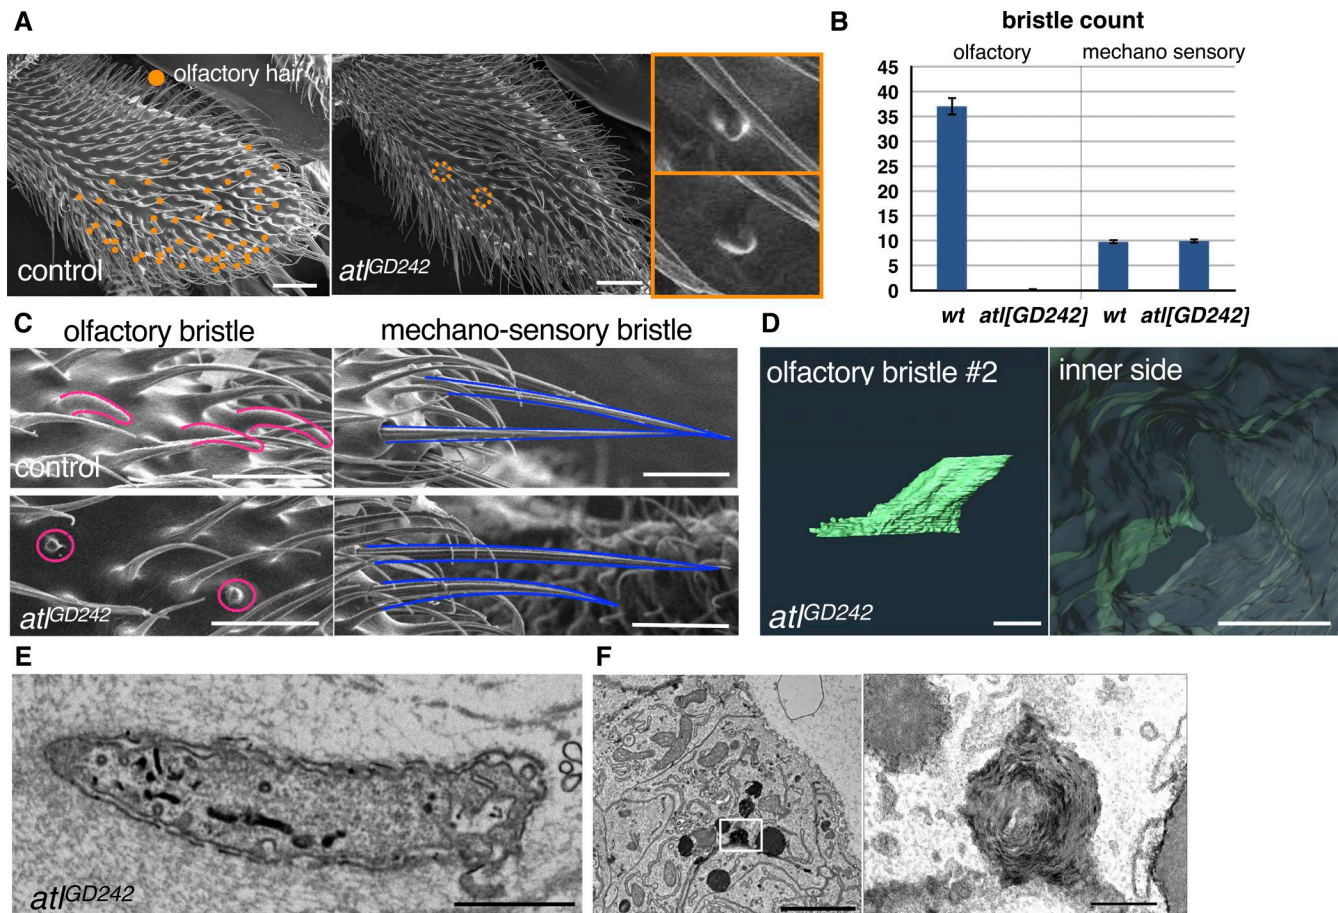 A
olfactory hair
control
atl^GD242
B
bristle count
olfactory mechano sensory
45
40
35
30
25
20
15
10
5
0
wt atl[GD242] wt atl[GD242]
C
olfactory bristle mechano-sensory bristle
control
atl^GD242
D
olfactory bristle #2 inner side
atl^GD242
E
atl^GD242
F